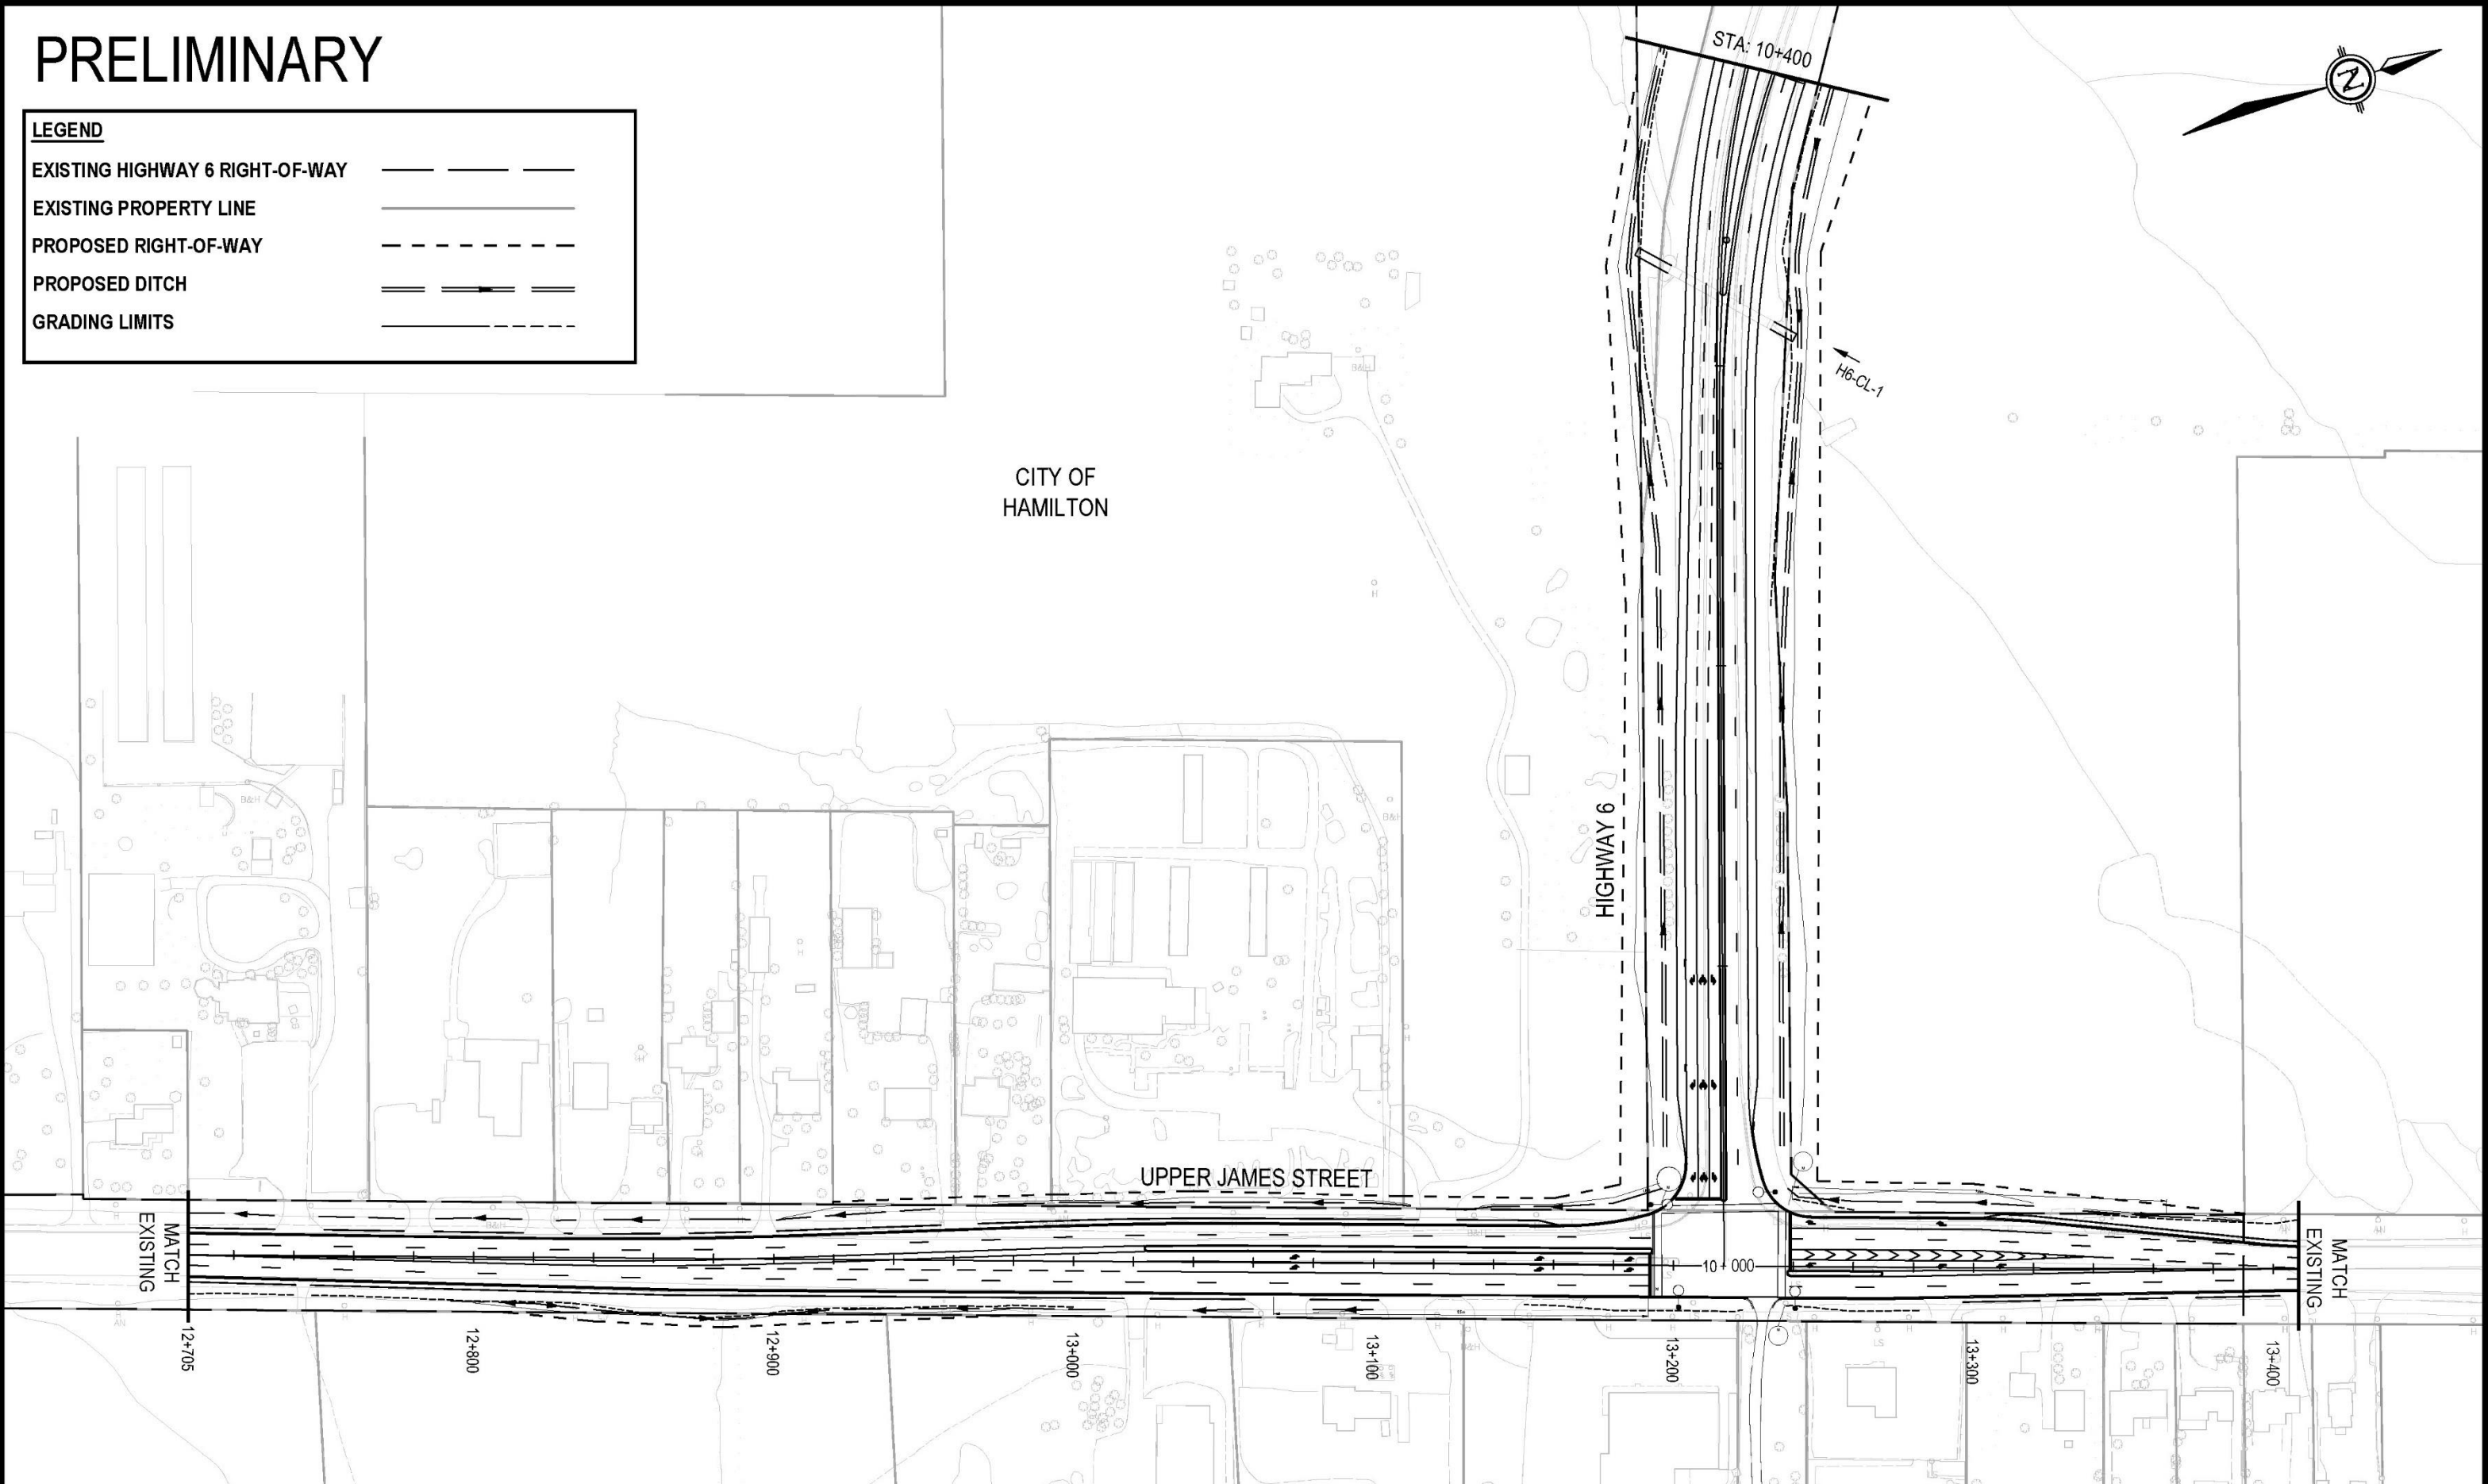 PRELIMINARY
LEGEND
EXISTING HIGHWAY 6 RIGHT-OF-WAY
EXISTING PROPERTY LINE
PROPOSED RIGHT-OF-WAY
PROPOSED DITCH
GRADING LIMITS
STA: 10+400
N
H6-CL-1
B&H
CITY OF
HAMILTON
H
B&H
B&H
H
HIGHWAY 6
UPPER JAMES STREET
MATCH
EXISTING
10+000
MATCH
EXISTING
12+705
12+800
12+900
13+000
13+100
13+200
13+300
13+400
B&H
LS